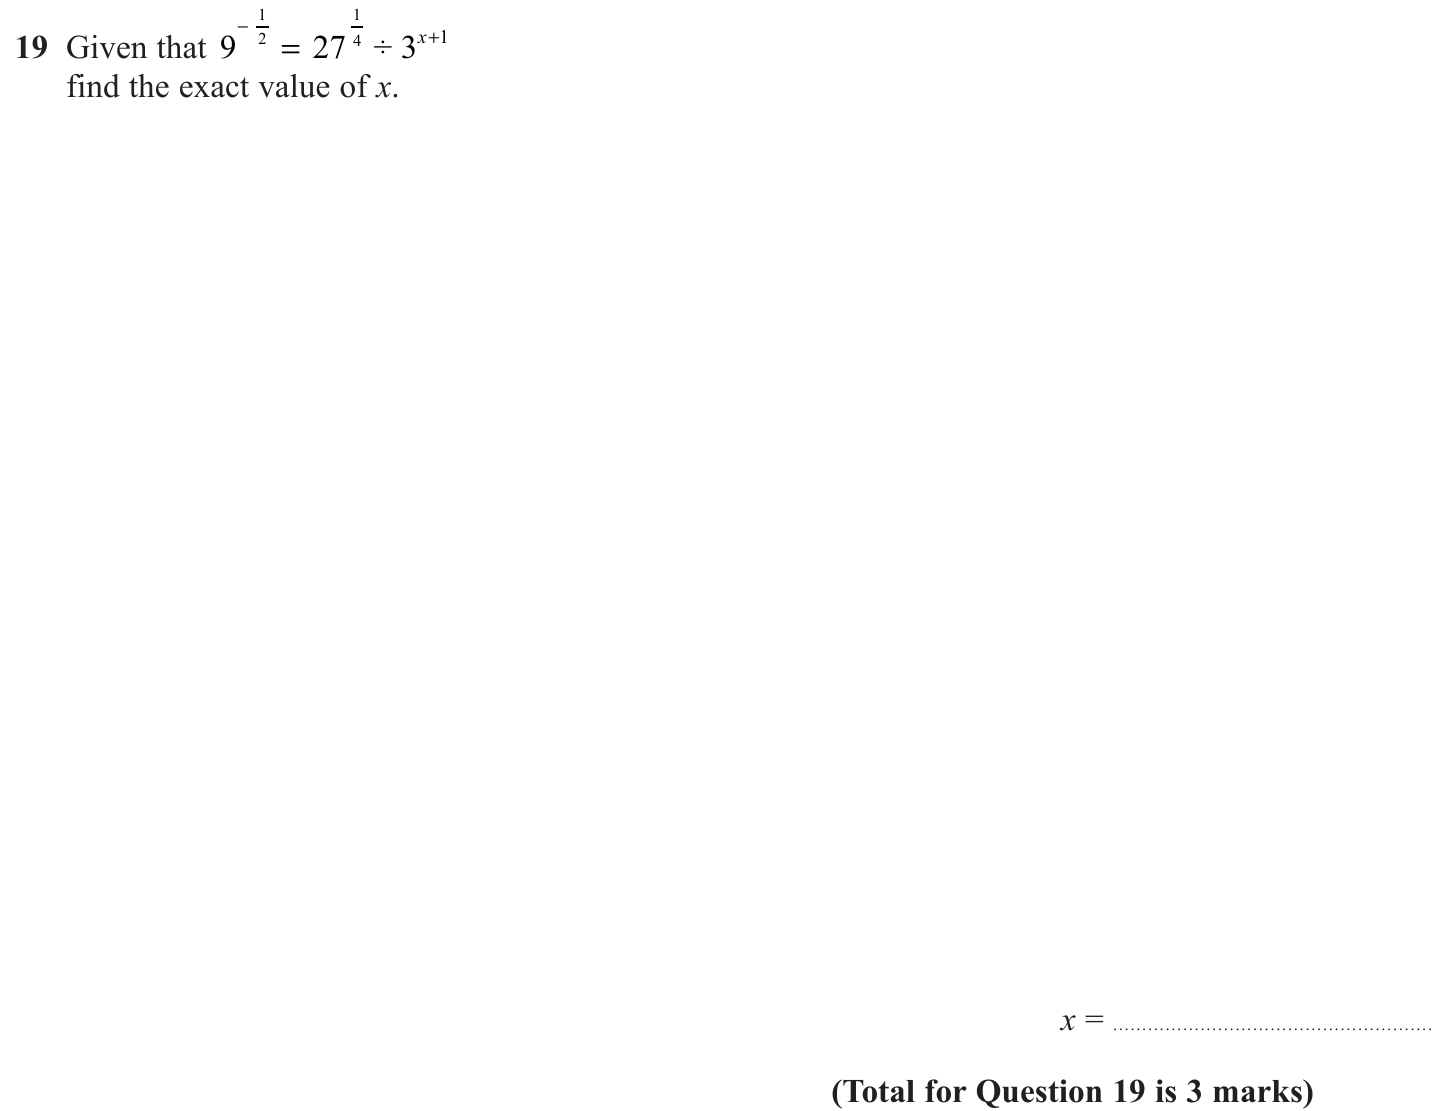 19 Given that 9^{-\frac{1}{2}} = 27^{\frac{1}{4}} ÷ 3^{x+1}
find the exact value of x.
x = ........................................................
(Total for Question 19 is 3 marks)